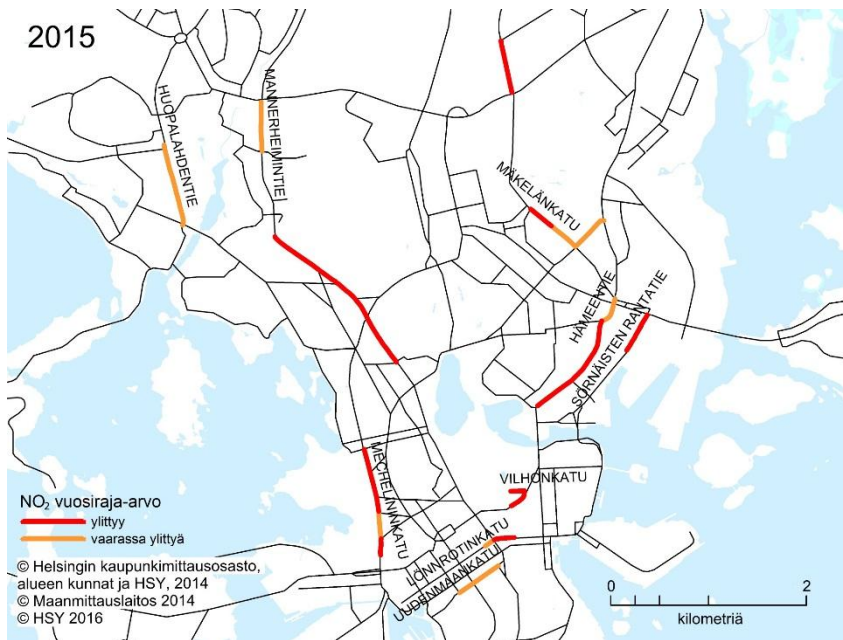 2015
HUOPALAHDENTIE
MANNERHEIMINTIE
MÄKELÄNKATU
HÄMEENTIE
SÖRNÄISTEN RANTATIE
MECHELININKATU
VILHONKATU
LÖNNROTINKATU
UUDENMAANKATU
NO₂ vuosiraja-arvo
ylittyy
vaarassa ylittyä
© Helsingin kaupunkimittausosasto,
alueen kunnat ja HSY, 2014
© Maanmittauslaitos 2014
© HSY 2016
0 1 2
kilometriä